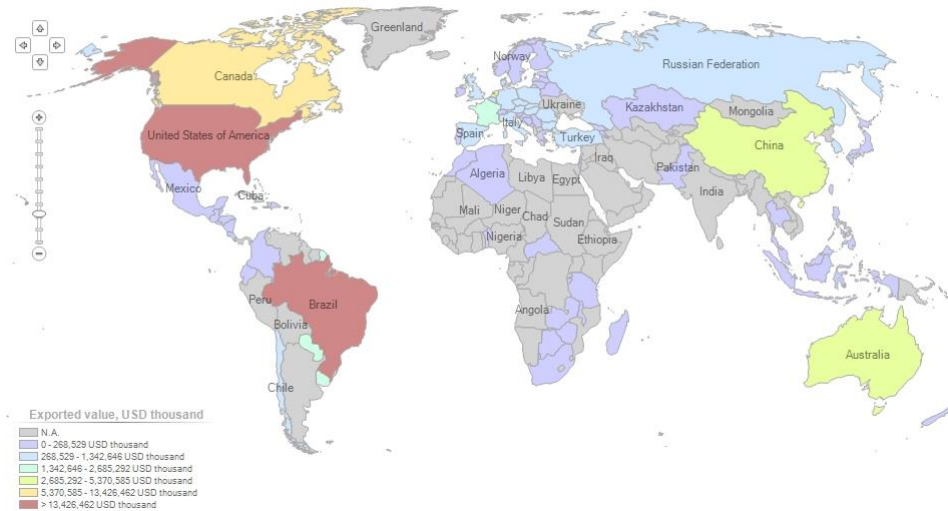 Greenland
Norway
Russian Federation
Canada
Ukraine
Kazakhstan
Mongolia
Italy
Spain
Turkey
United States of America
China
Iraq
Algeria
Pakistan
Libya
Egypt
Mexico
India
Cuba
Mali
Niger
Chad
Sudan
Nigeria
Ethiopia
Peru
Brazil
Angola
Bolivia
Australia
Chile
Exported value, USD thousand
N.A.
0 - 268,529 USD thousand
268,529 - 1,342,646 USD thousand
1,342,646 - 2,685,292 USD thousand
2,685,292 - 5,370,585 USD thousand
5,370,585 - 13,426,462 USD thousand
> 13,426,462 USD thousand